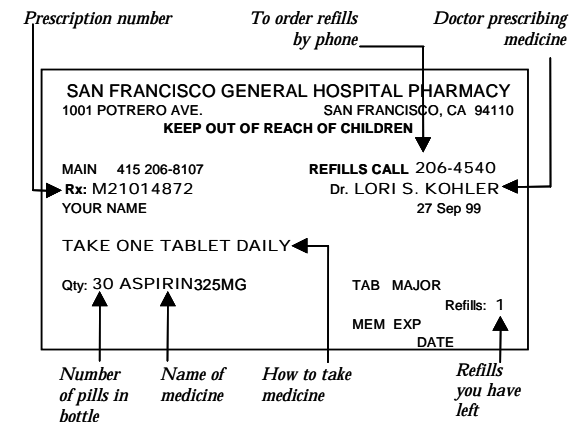 Prescription number
To order refills
by phone
Doctor prescribing
medicine
SAN FRANCISCO GENERAL HOSPITAL PHARMACY
1001 POTRERO AVE. SAN FRANCISCO, CA 94110
KEEP OUT OF REACH OF CHILDREN
MAIN 415 206-8107 REFILLS CALL 206-4540
Rx: M21014872 Dr. LORI S. KOHLER
YOUR NAME 27 Sep 99
TAKE ONE TABLET DAILY
Qty: 30 ASPIRIN325MG TAB MAJOR
Refills: 1
MEM EXP
DATE
Number
of pills in
bottle
Name of
medicine
How to take
medicine
Refills
you have
left